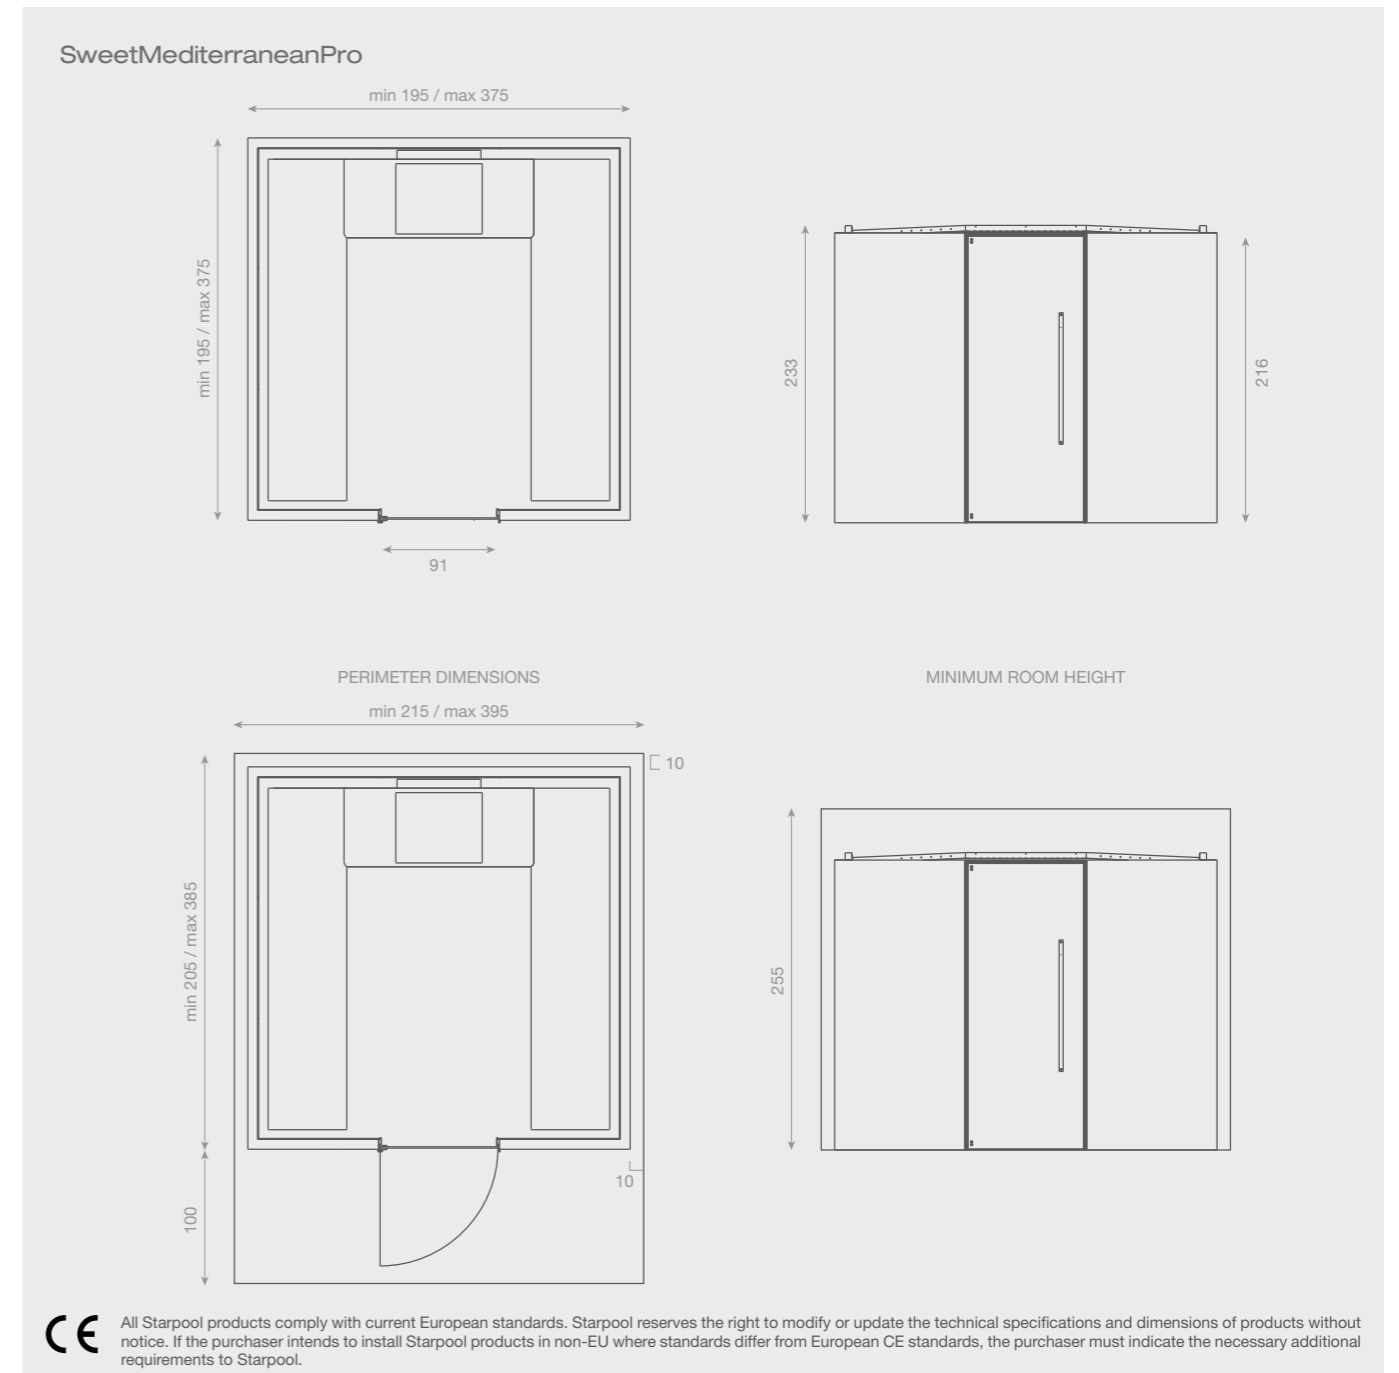 SweetMediterraneanPro
min 195 / max 375
min 195 / max 375
91
233
216
PERIMETER DIMENSIONS
min 215 / max 395
10
min 205 / max 385
10
100
MINIMUM ROOM HEIGHT
255
CE
All Starpool products comply with current European standards. Starpool reserves the right to modify or update the technical specifications and dimensions of products without
notice. If the purchaser intends to install Starpool products in non-EU where standards differ from European CE standards, the purchaser must indicate the necessary additional
requirements to Starpool.